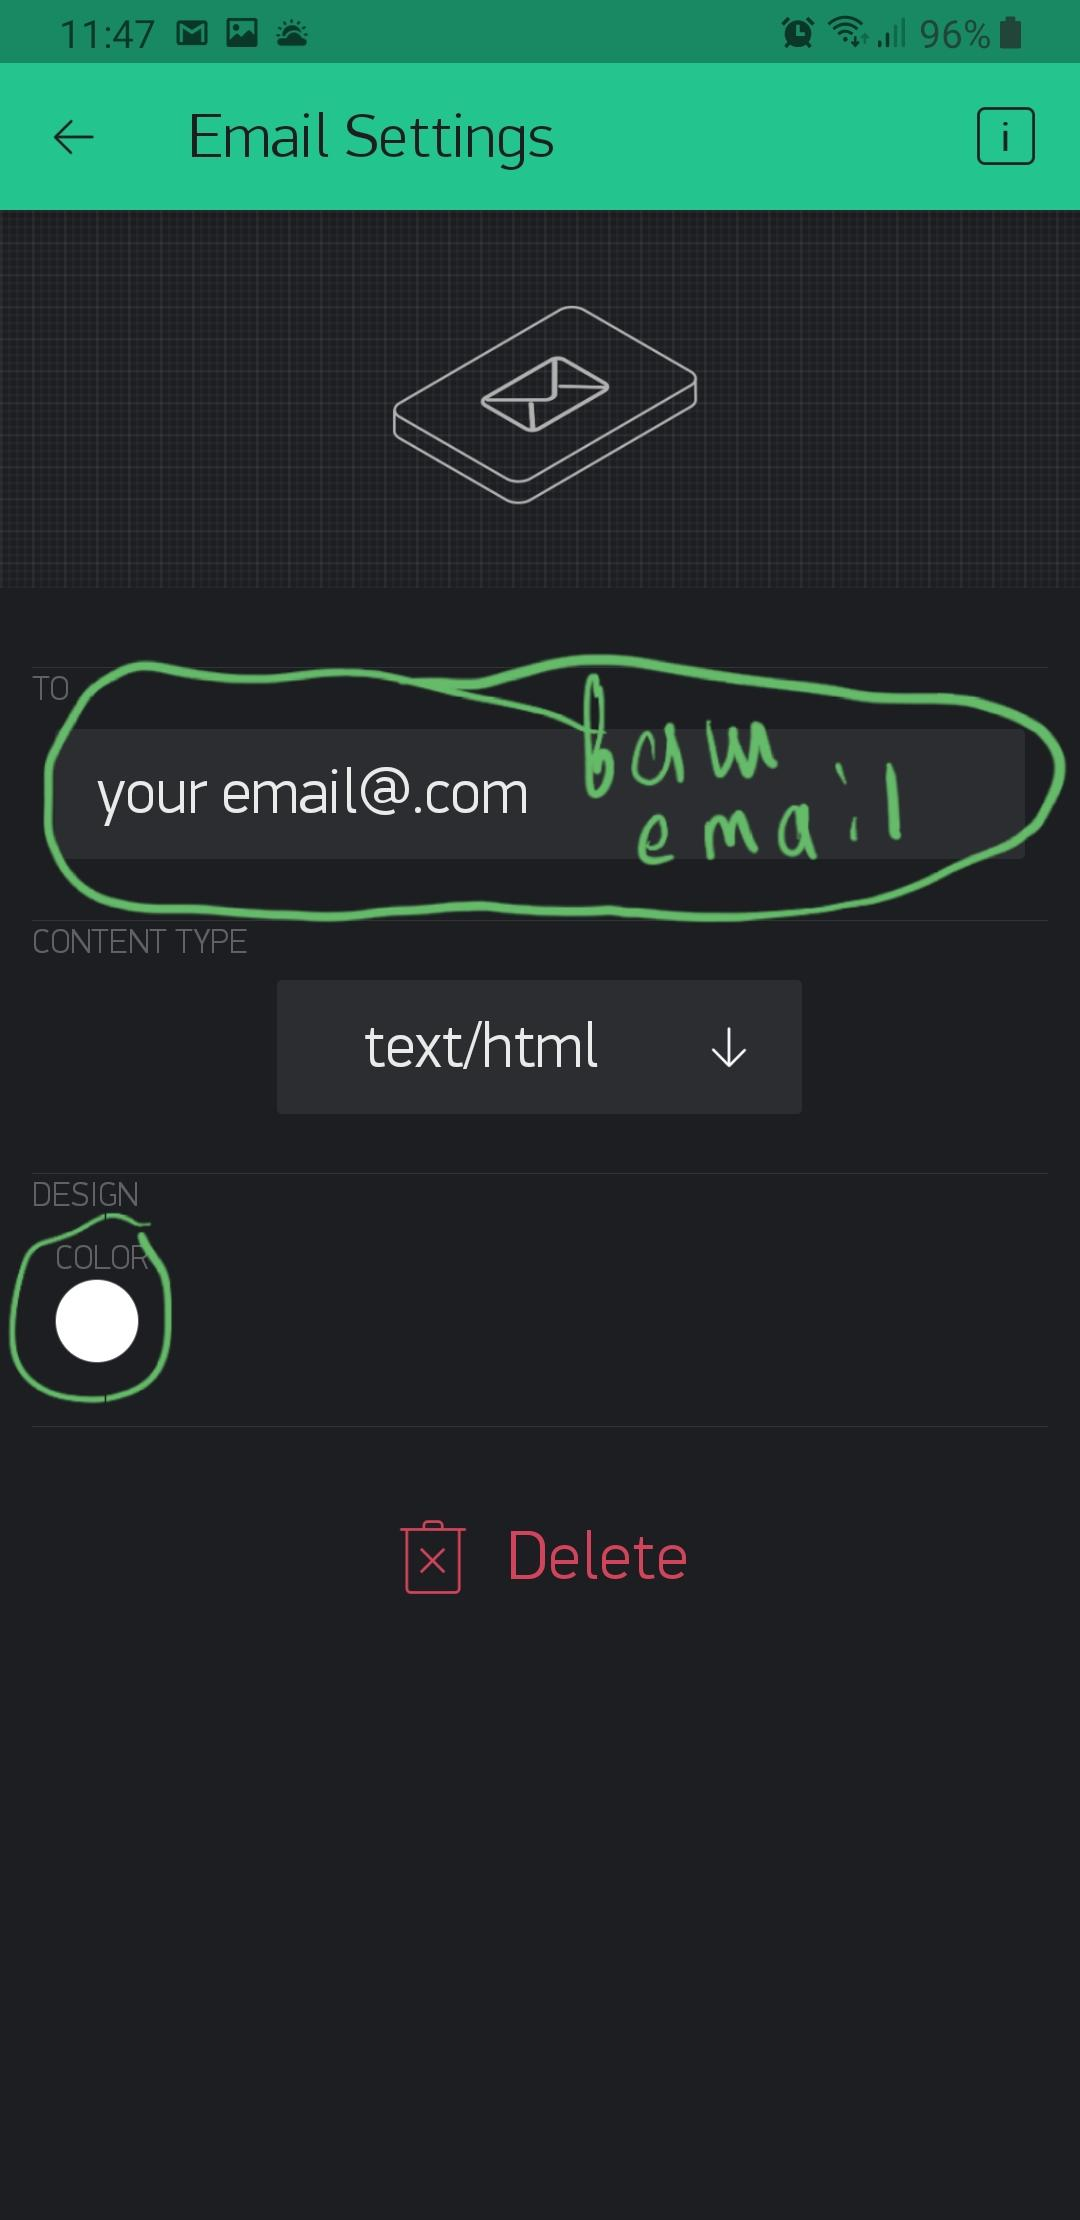 11:47 96%
Email Settings i
TO
your email@.com
ваш
email
CONTENT TYPE
text/html
DESIGN
COLOR
Delete